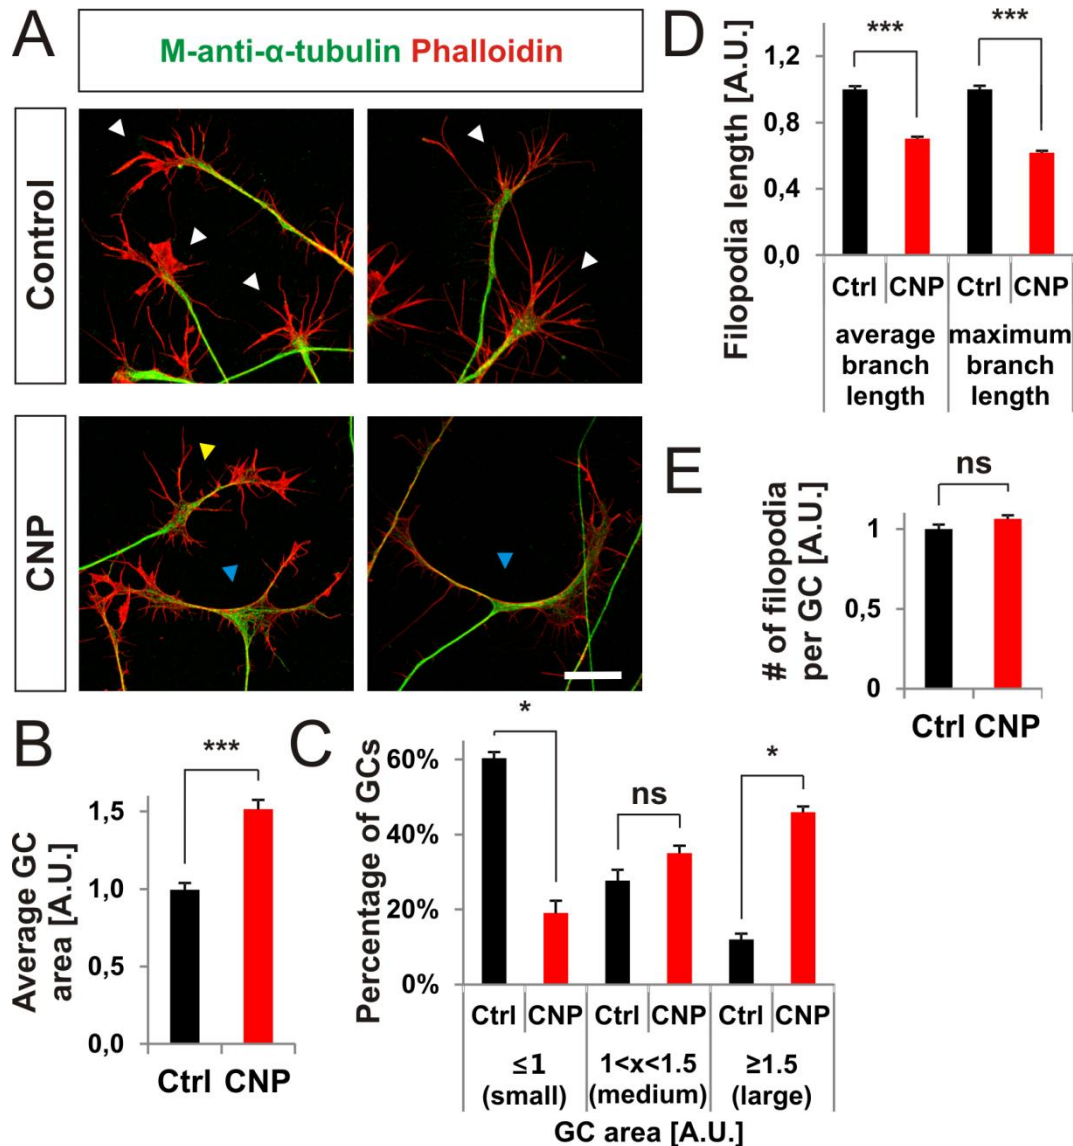 A
M-anti-α-tubulin Phalloidin
Control
CNP
B
***
Average GC
area [A.U.]
1,5
1,0
0,5
0,0
Ctrl CNP
C
Percentage of GCs
60%
40%
20%
0%
*
ns
*
Ctrl CNP Ctrl CNP Ctrl CNP
≤1 1<x<1.5 ≥1.5
(small) (medium) (large)
GC area [A.U.]
D
Filopodia length [A.U.]
*** ***
1,2
0,8
0,4
0,0
Ctrl CNP Ctrl CNP
average maximum
branch branch
length length
E
# of filopodia
per GC [A.U.]
ns
1
0,5
0
Ctrl CNP